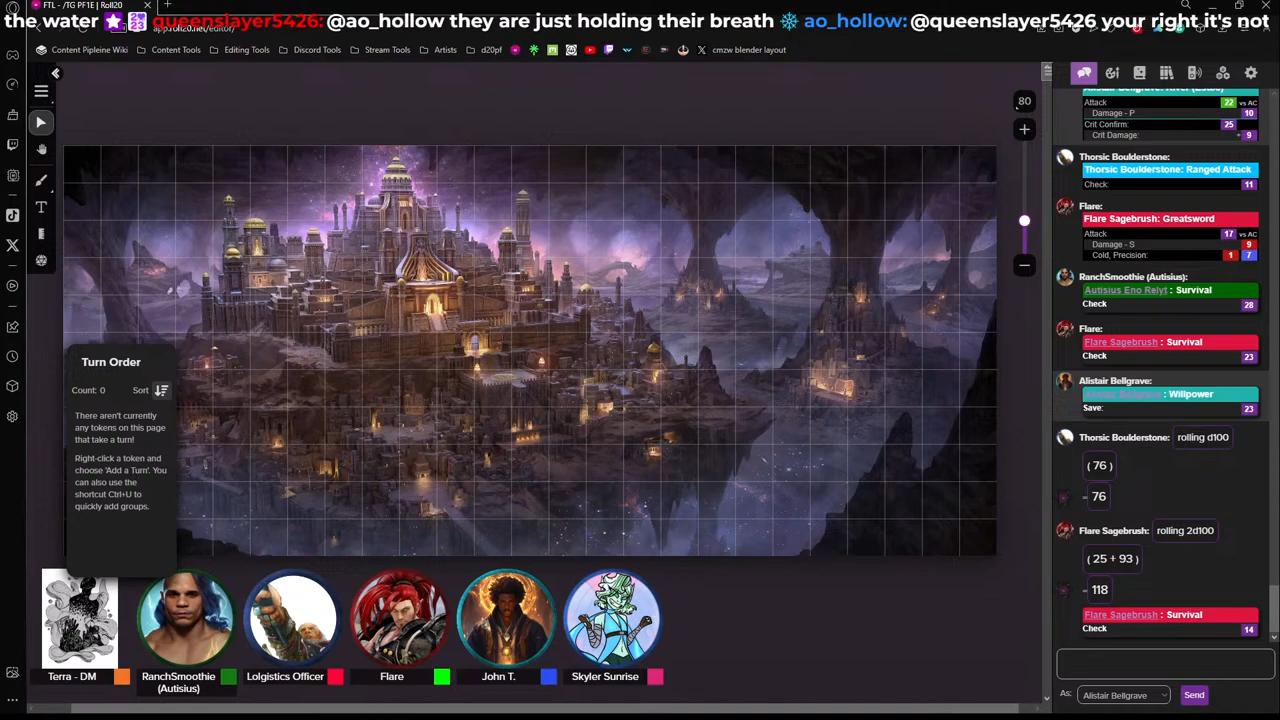 FTL - /TG PF1E | Roll20
the water
queenslayer5426: @ao_hollow they are just holding their breath ❄ ao_hollow: @queenslayer5426 your right it's not
app.roll20.net/editor/
Content Pipleine Wiki
Content Tools
Editing Tools
Discord Tools
Stream Tools
Artists
d20pf
cmzw blender layout
80
Turn Order
Count: 0 Sort
There aren't currently
any tokens on this page
that take a turn!
Right-click a token and
choose 'Add a Turn'. You
can also use the
shortcut Ctrl+U to
quickly add groups.
Terra - DM
RanchSmoothie
(Autisius)
Lolgistics Officer
Flare
John T.
Skyler Sunrise
Attack 22 vs AC
Damage - P 10
Crit Confirm: 25
Crit Damage: + 9
Thorsic Boulderstone:
Thorsic Boulderstone: Ranged Attack
Check: 11
Flare:
Flare Sagebrush: Greatsword
Attack 17 vs AC
Damage - S 9
Cold, Precision: 1 7
RanchSmoothie (Autisius):
Autisius Eno Relyt : Survival
Check 28
Flare:
Flare Sagebrush : Survival
Check 23
Alistair Bellgrave:
Alistair Bellgrave : Willpower
Save: 23
Thorsic Boulderstone: rolling d100
( 76 )
= 76
Flare Sagebrush: rolling 2d100
( 25 + 93 )
= 118
Flare Sagebrush : Survival
Check 14
As: Alistair Bellgrave
Send